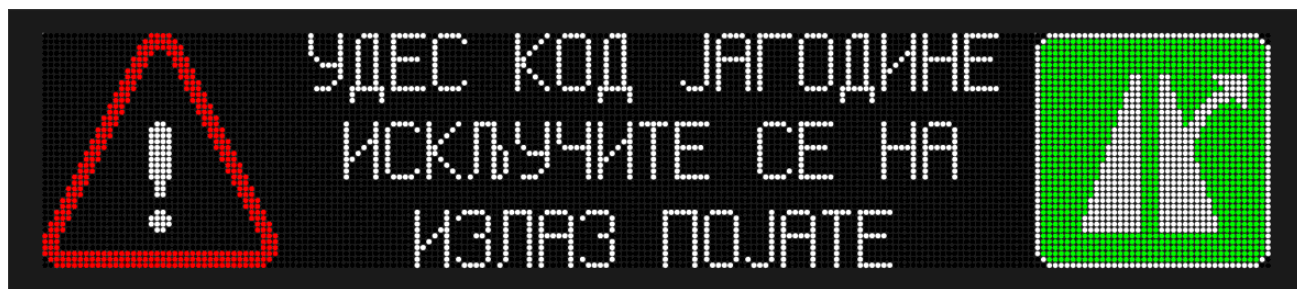 УДЕС КОД ЈАГОДИНЕ
ИСКЉУЧИТЕ СЕ НА
ИЗЛАЗ ПОЈАТЕ